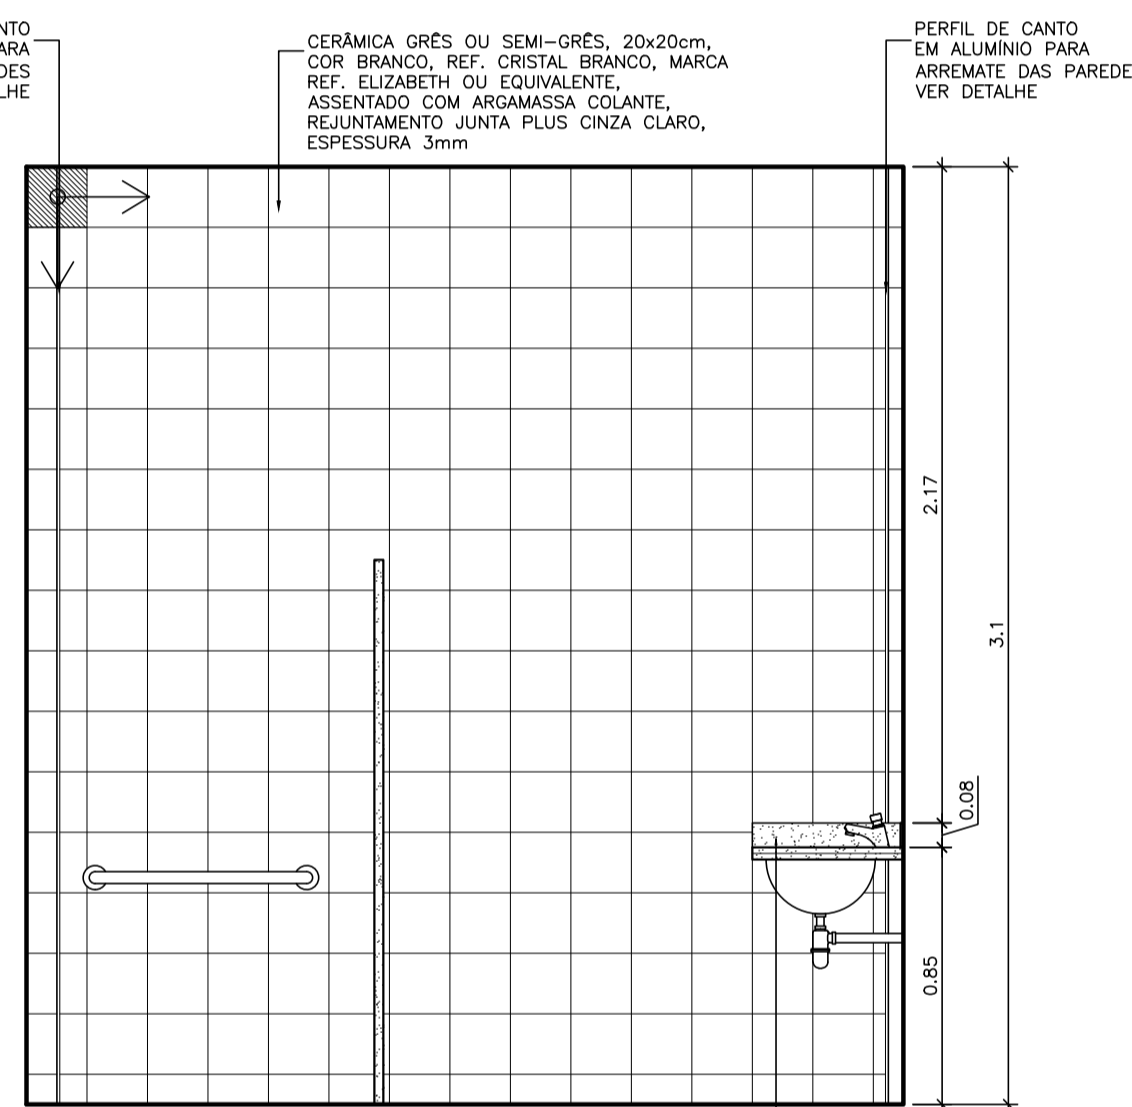 NTO
ARA
DES
LHE
CERÂMICA GRÊS OU SEMI-GRÊS, 20x20cm,
COR BRANCO, REF. CRISTAL BRANCO, MARCA
REF. ELIZABETH OU EQUIVALENTE,
ASSENTADO COM ARGAMASSA COLANTE,
REJUNTAMENTO JUNTA PLUS CINZA CLARO,
ESPESSURA 3mm
PERFIL DE CANTO
EM ALUMÍNIO PARA
ARREMATE DAS PAREDE
VER DETALHE
2.17
3.1
0.08
0.85